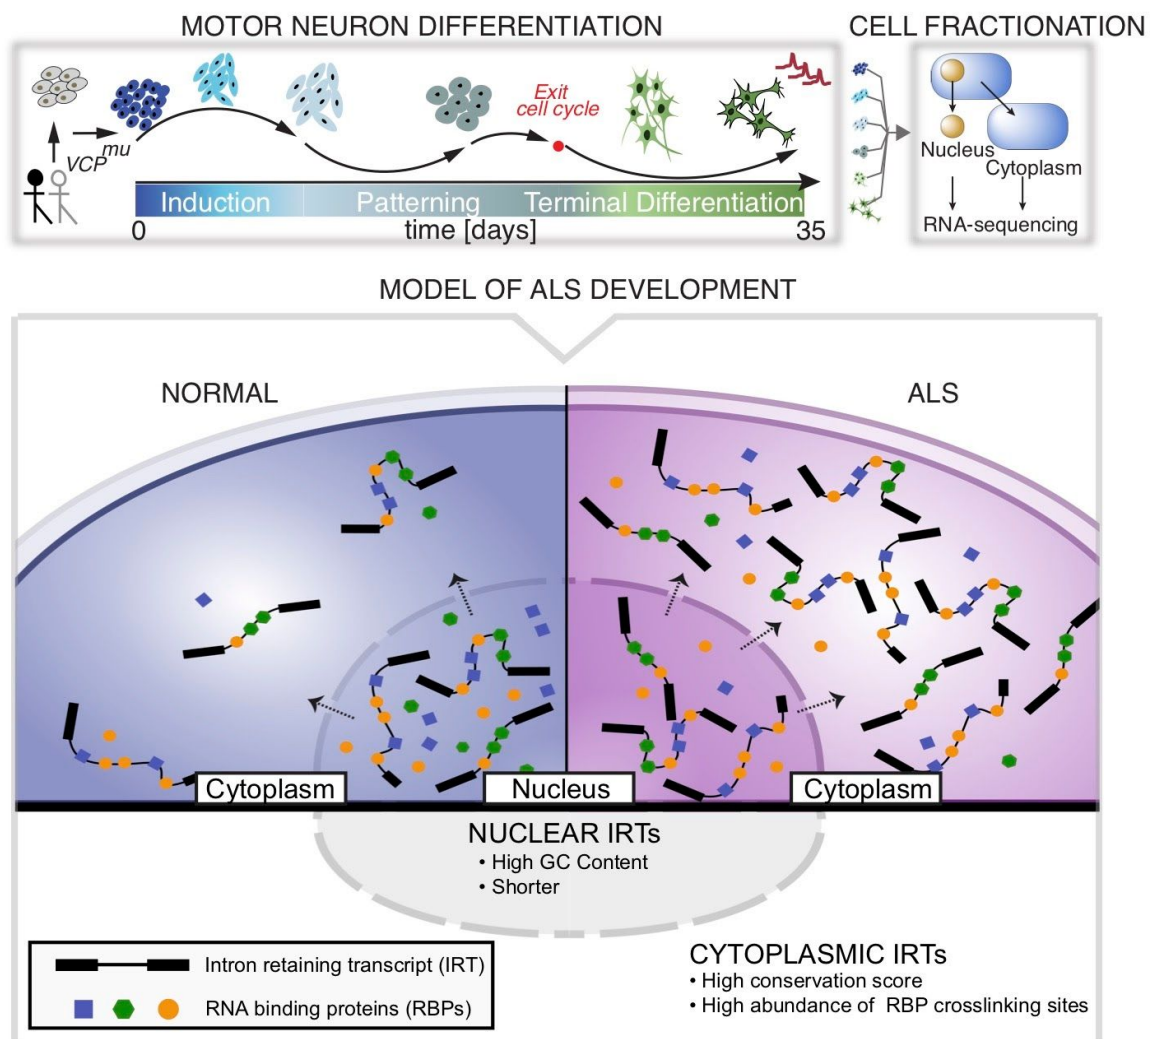 MOTOR NEURON DIFFERENTIATION
CELL FRACTIONATION
VCP mu
Exit
cell cycle
Induction
Patterning
Terminal Differentiation
0
time [days]
35
Nucleus
Cytoplasm
RNA-sequencing
MODEL OF ALS DEVELOPMENT
NORMAL
ALS
Cytoplasm
Nucleus
Cytoplasm
NUCLEAR IRTs
• High GC Content
• Shorter
Intron retaining transcript (IRT)
RNA binding proteins (RBPs)
CYTOPLASMIC IRTs
• High conservation score
• High abundance of RBP crosslinking sites